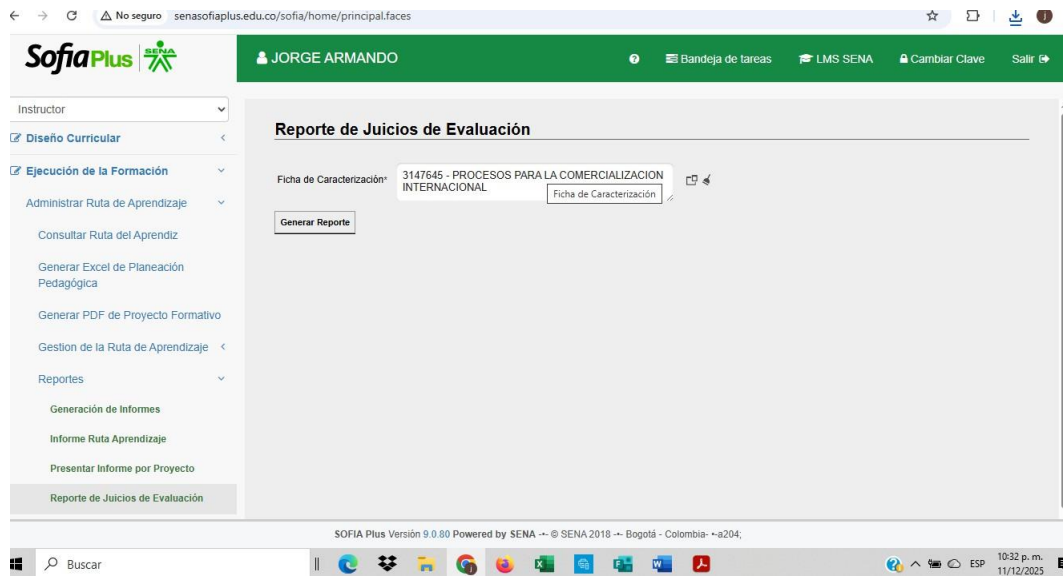 No seguro senasofiaplus.edu.co/sofia/home/principal.faces
Sofia Plus SENA
JORGE ARMANDO
Bandeja de tareas
LMS SENA
Cambiar Clave
Salir
Instructor
Diseño Curricular
Ejecución de la Formación
Administrar Ruta de Aprendizaje
Consultar Ruta del Aprendiz
Generar Excel de Planeación
Pedagógica
Generar PDF de Proyecto Formativo
Gestion de la Ruta de Aprendizaje
Reportes
Generación de Informes
Informe Ruta Aprendizaje
Presentar Informe por Proyecto
Reporte de Juicios de Evaluación
Reporte de Juicios de Evaluación
Ficha de Caracterización*
3147645 - PROCESOS PARA LA COMERCIALIZACION
INTERNACIONAL
Ficha de Caracterización
Generar Reporte
SOFIA Plus Versión 9.0.80 Powered by SENA -•- © SENA 2018 -•- Bogotá - Colombia- •-a204;
Buscar
ESP
10:32 p. m.
11/12/2025